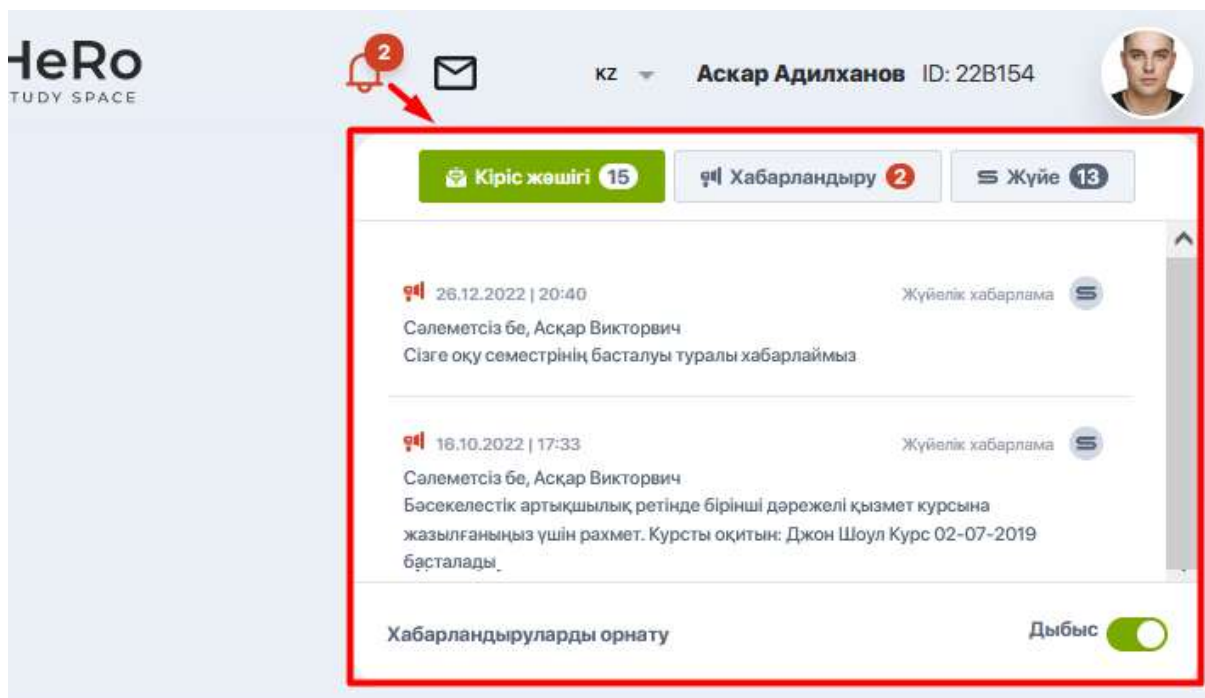 HeRo
TUDY SPACE
2
KZ
Аскар Адилханов ID: 22B154
Кіріс жәшігі 15
Хабарландыру 2
Жүйе 13
26.12.2022 | 20:40
Жүйелік хабарлама
Сәлеметсіз бе, Асқар Викторвич
Сізге оқу семестрінің басталуы туралы хабарлаймыз
16.10.2022 | 17:33
Жүйелік хабарлама
Сәлеметсіз бе, Асқар Викторвич
Бәсекелестік артықшылық ретінде бірінші дәрежелі қызмет курсына
жазылғаныңыз үшін рахмет. Курсты оқитын: Джон Шоул Курс 02-07-2019
басталады
Хабарландыруларды орнату
Дыбыс